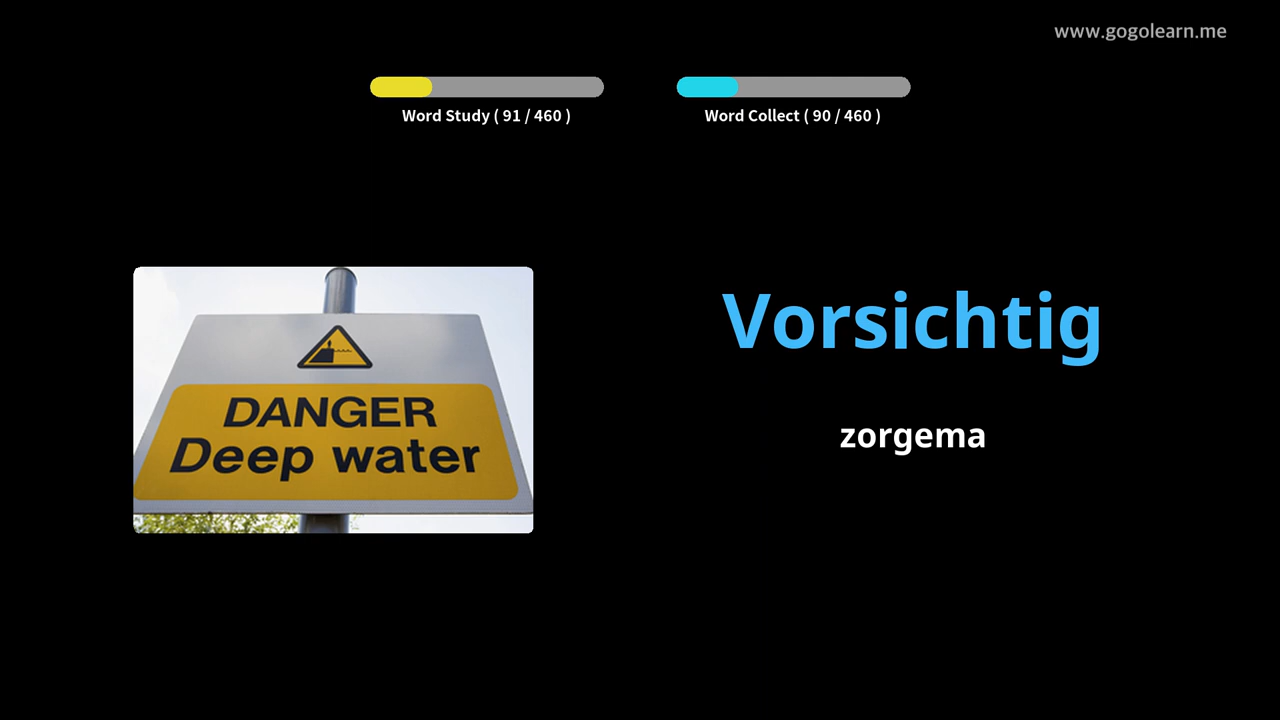 www.gogolearn.me
Word Study ( 91 / 460 )
Word Collect ( 90 / 460 )
DANGER
Deep water
Vorsichtig
zorgema